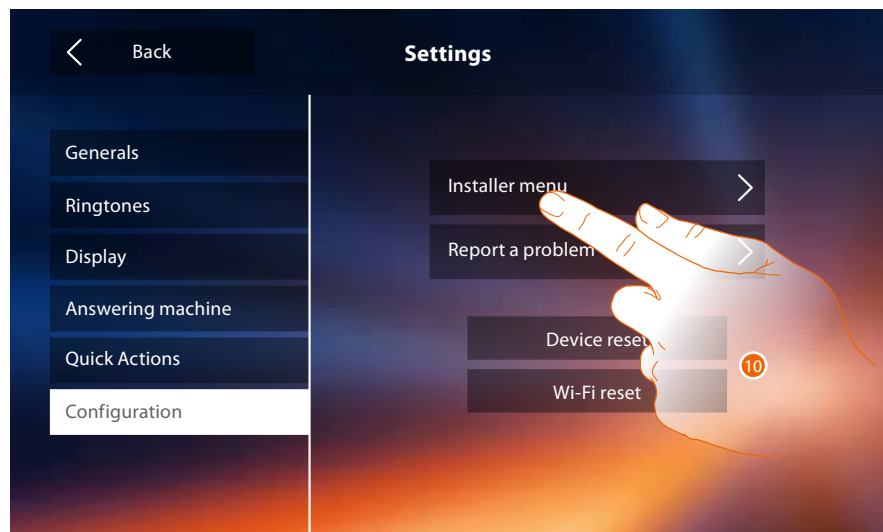 Back
Settings
Generals
Ringtones
Display
Answering machine
Quick Actions
Configuration
Installer menu
Report a problem
Device reset
Wi-Fi reset
10